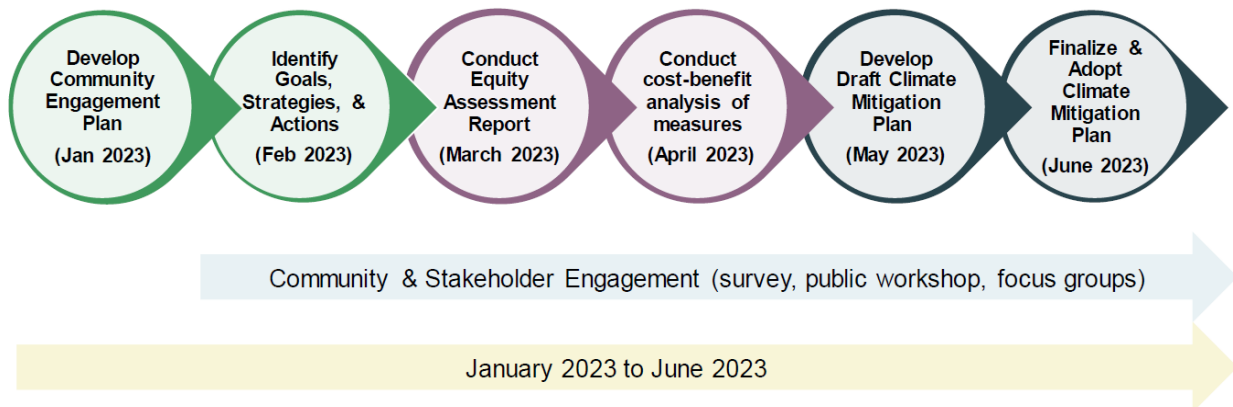 Develop
Community
Engagement
Plan
(Jan 2023)
Identify
Goals,
Strategies, &
Actions
(Feb 2023)
Conduct
Equity
Assessment
Report
(March 2023)
Conduct
cost-benefit
analysis of
measures
(April 2023)
Develop
Draft Climate
Mitigation
Plan
(May 2023)
Finalize &
Adopt
Climate
Mitigation
Plan
(June 2023)
Community & Stakeholder Engagement (survey, public workshop, focus groups)
January 2023 to June 2023